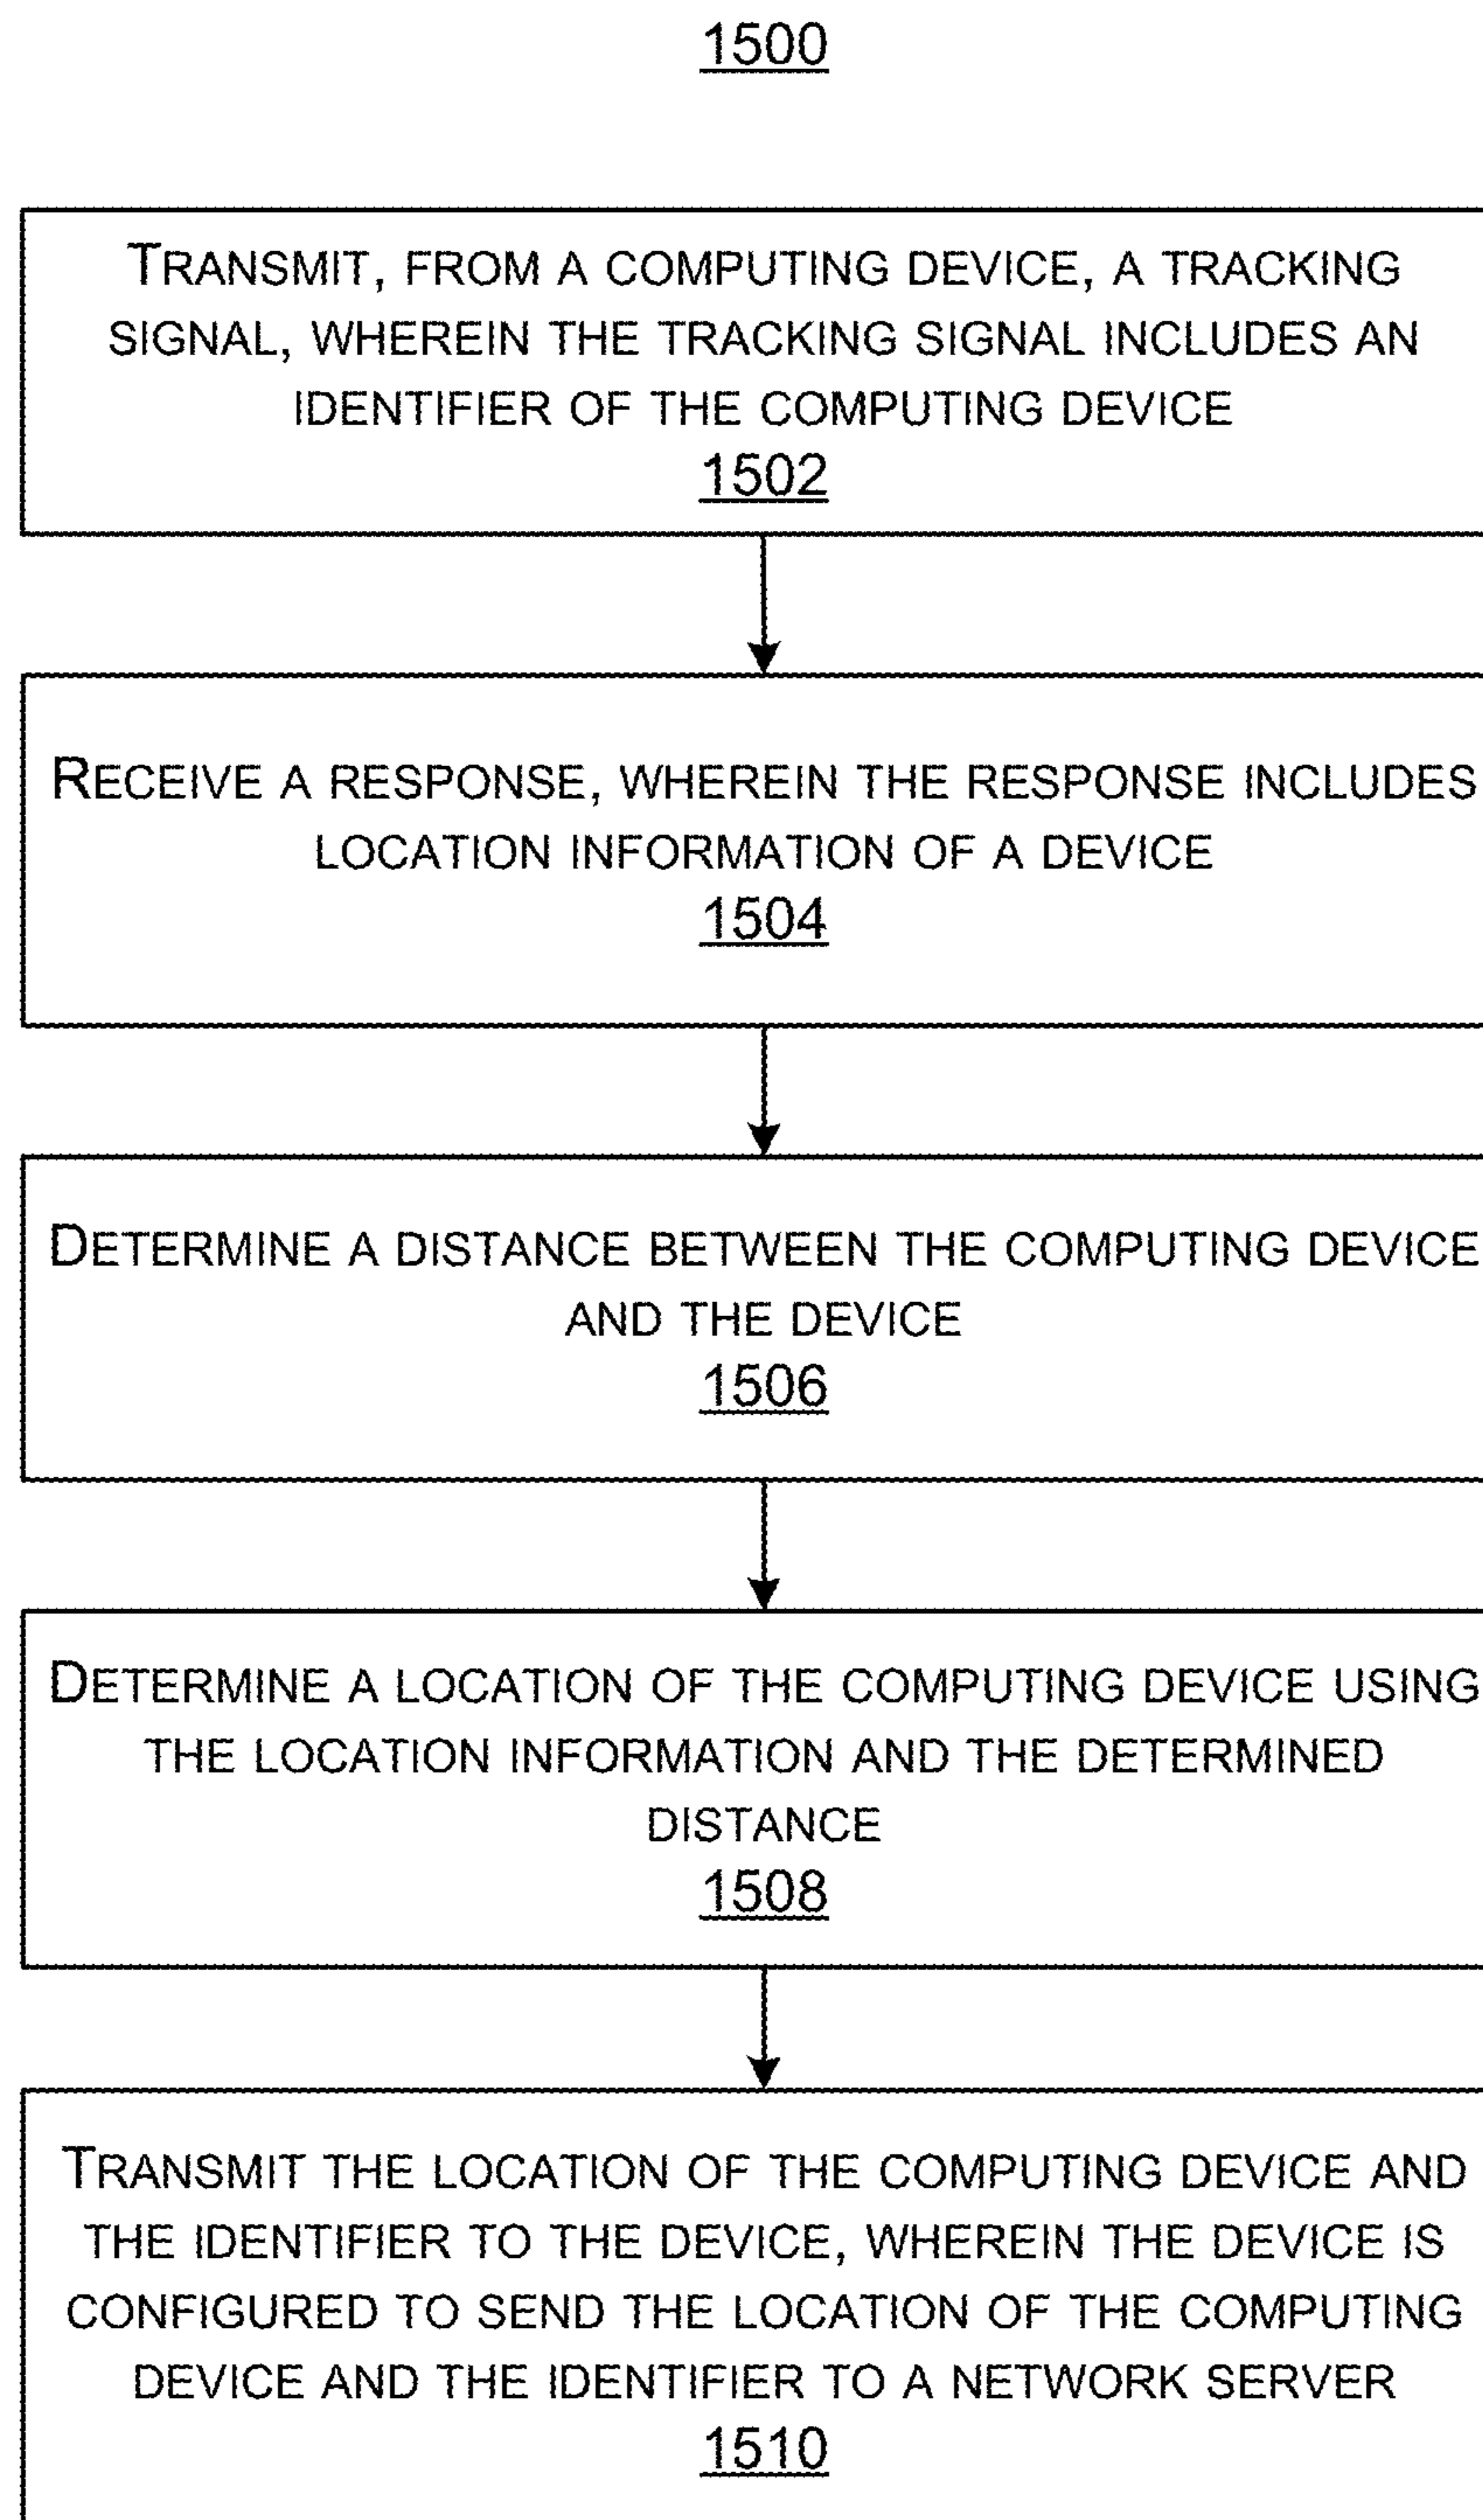 1500
TRANSMIT, FROM A COMPUTING DEVICE, A TRACKING
SIGNAL, WHEREIN THE TRACKING SIGNAL INCLUDES AN
IDENTIFIER OF THE COMPUTING DEVICE
1502
RECEIVE A RESPONSE, WHEREIN THE RESPONSE INCLUDES
LOCATION INFORMATION OF A DEVICE
1504
DETERMINE A DISTANCE BETWEEN THE COMPUTING DEVICE
AND THE DEVICE
1506
DETERMINE A LOCATION OF THE COMPUTING DEVICE USING
THE LOCATION INFORMATION AND THE DETERMINED
DISTANCE
1508
TRANSMIT THE LOCATION OF THE COMPUTING DEVICE AND
THE IDENTIFIER TO THE DEVICE, WHEREIN THE DEVICE IS
CONFIGURED TO SEND THE LOCATION OF THE COMPUTING
DEVICE AND THE IDENTIFIER TO A NETWORK SERVER
1510